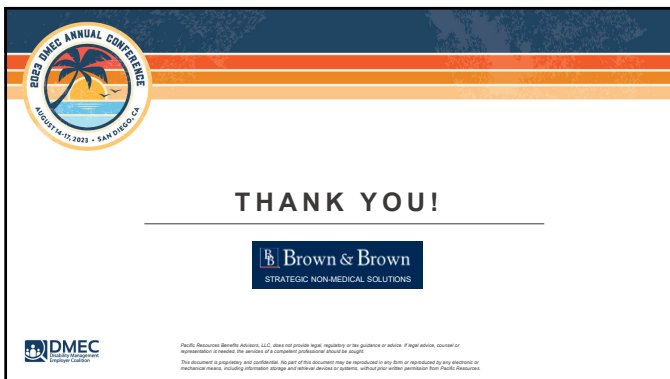 2023 DMEC ANNUAL CONFERENCE
AUGUST 14-17, 2023 • SAN DIEGO, CA
THANK YOU!
BB Brown & Brown
STRATEGIC NON-MEDICAL SOLUTIONS
DMEC
Disability Management
Employer Coalition
Pacific Resources Benefits Advisors, LLC, does not provide legal, regulatory or tax guidance or advice. If legal advice, counsel or
representation is needed, the services of a competent professional should be sought.
This document is proprietary and confidential. No part of this document may be reproduced in any form or reproduced by any electronic or
mechanical means, including information storage and retrieval devices or systems, without prior written permission from Pacific Resources.